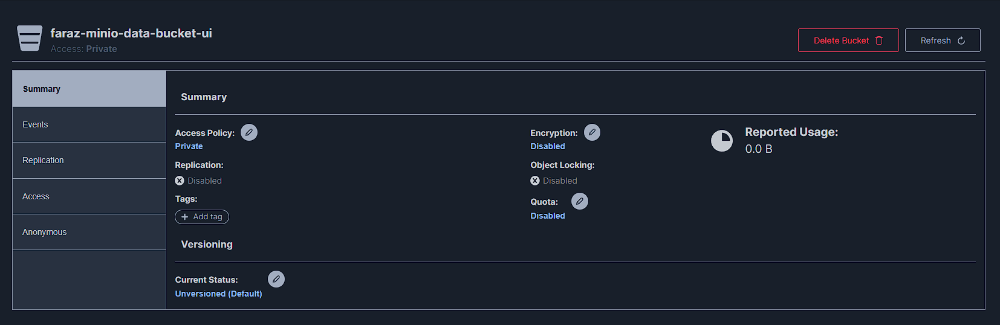 faraz-minio-data-bucket-ui
Access: Private
Delete Bucket
Refresh
Summary
Events
Replication
Access
Anonymous
Summary
Access Policy:
Private
Replication:
Disabled
Tags:
+ Add tag
Encryption:
Disabled
Object Locking:
Disabled
Quota:
Disabled
Reported Usage:
0.0 B
Versioning
Current Status:
Unversioned (Default)